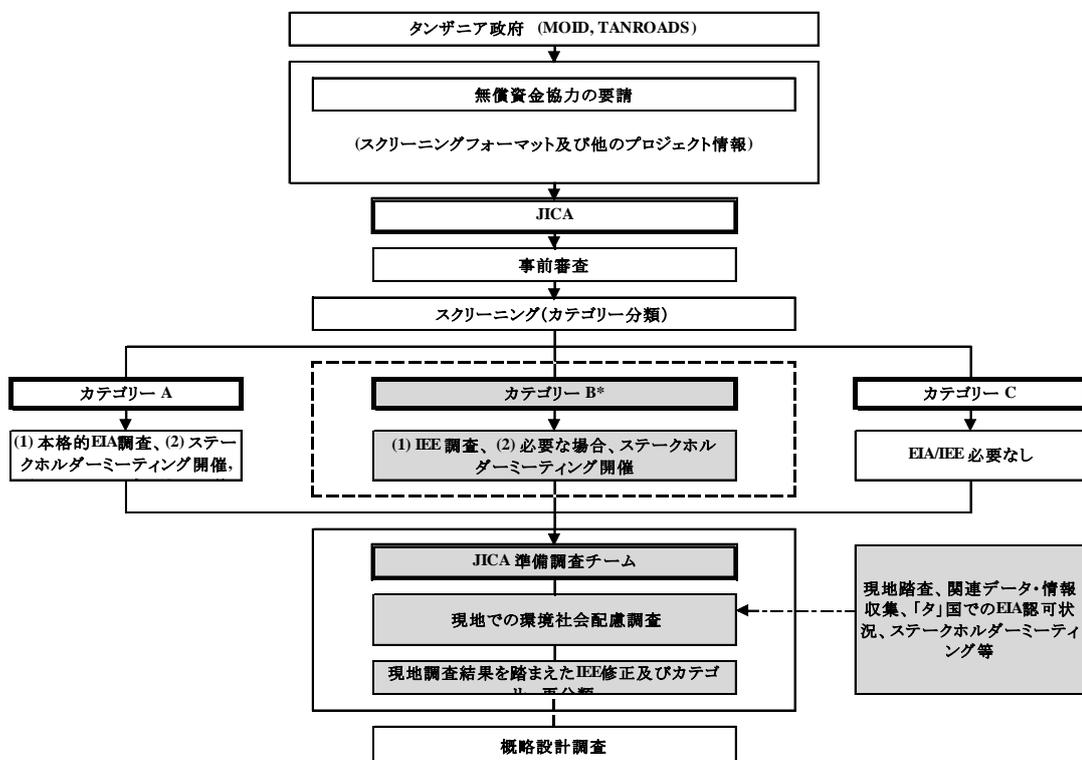 タンザニア政府 (MOID, TANROADS)
無償資金協力の要請
(スクリーニングフォーマット及び他のプロジェクト情報)
JICA
事前審査
スクリーニング(カテゴリー分類)
カテゴリー A
カテゴリー B*
カテゴリー C
(1) 本格的EIA調査、(2) ステー
クホルダーミーティング開催,
(1) IEE 調査、(2) 必要な場合、ステークホル
ダーミーティング開催
EIA/IEE 必要なし
JICA 準備調査チーム
現地での環境社会配慮調査
現地踏査、関連データ・情報
収集、「タ」国でのEIA認可状
況、ステークホルダーミーティ
ング等
現地調査結果を踏まえたIEE修正及びカテゴ
リー再分類
概略設計調査